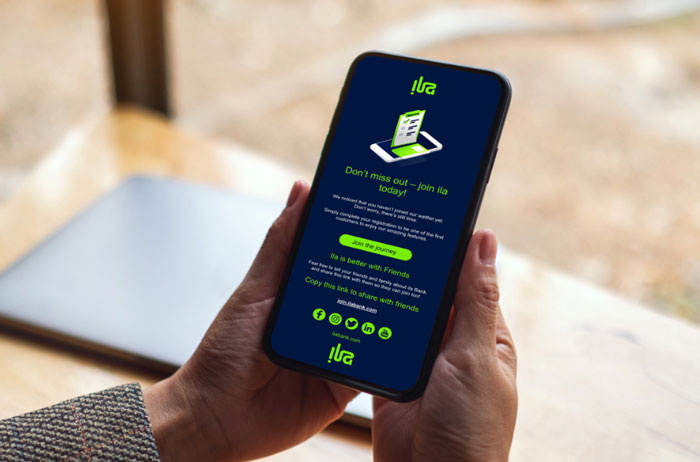 ila
Don't miss out – join ila
today!
We noticed that you haven't joined our waitlist yet.
Don't worry, there's still time.
Simply complete your registration to be one of the first
customers to enjoy our amazing features.
Join the journey
Ila is better with Friends
Feel free to tell your friends and family about ila Bank
and share this link with them so they can join too!
Copy this link to share with friends
join.ilabank.com
ilabank.com
ila